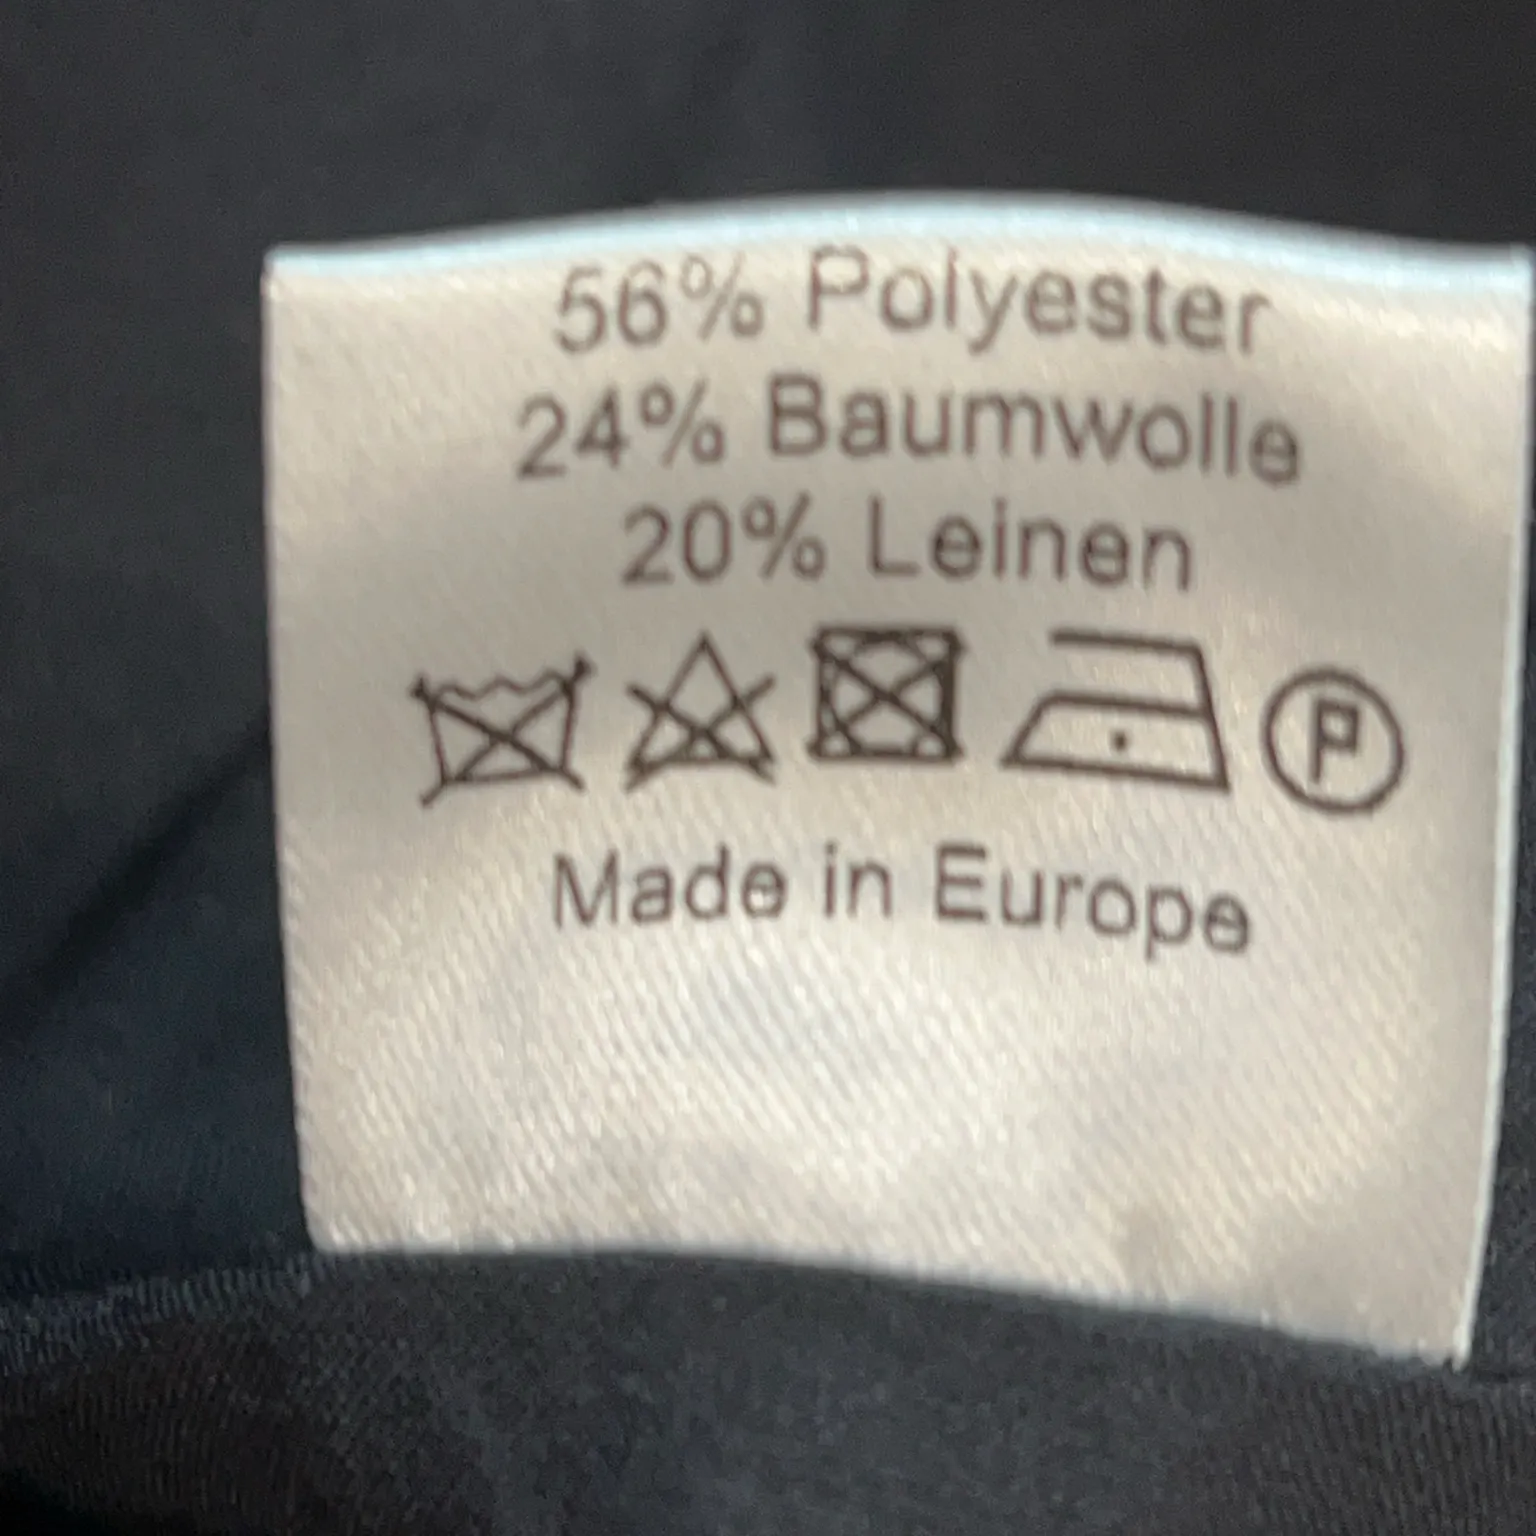 56% Polyester
24% Baumwolle
20% Leinen
P
Made in Europe